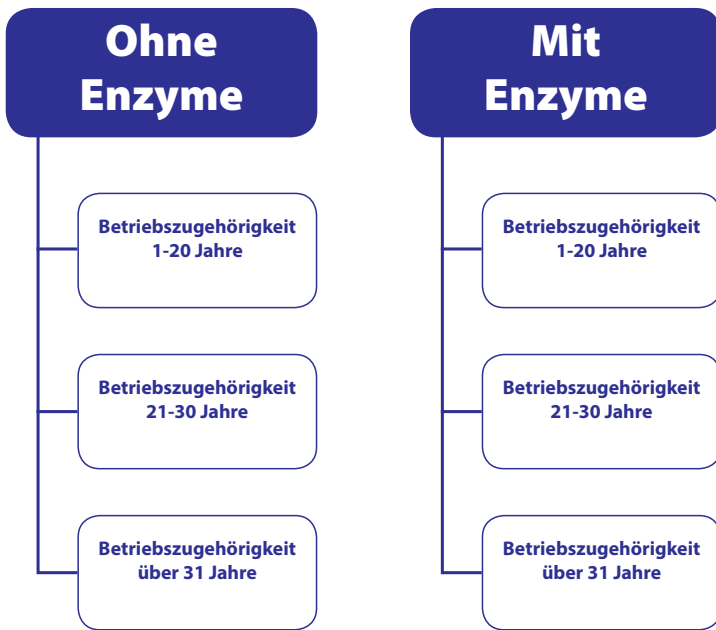 Ohne
Enzyme
Betriebszugehörigkeit
1-20 Jahre
Betriebszugehörigkeit
21-30 Jahre
Betriebszugehörigkeit
über 31 Jahre
Mit
Enzyme
Betriebszugehörigkeit
1-20 Jahre
Betriebszugehörigkeit
21-30 Jahre
Betriebszugehörigkeit
über 31 Jahre